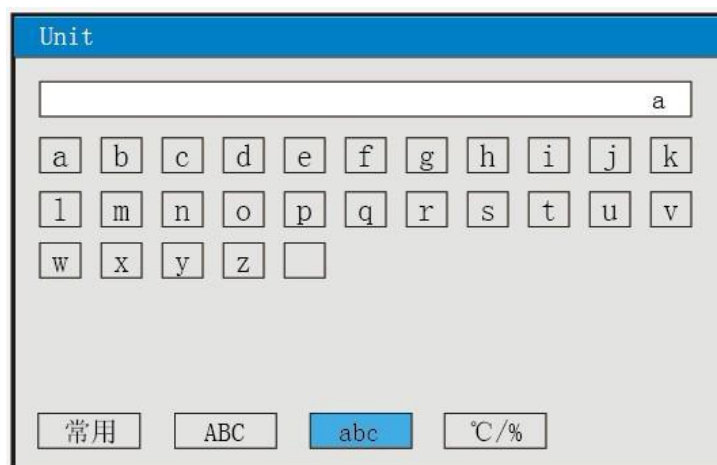 Unit
a
a b c d e f g h i j k
l m n o p q r s t u v
w x y z
常用 ABC abc ℃/%